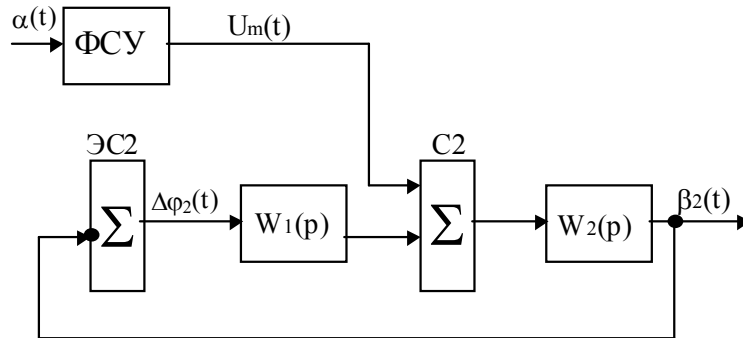 α(t)
ФСУ
Uₘ(t)
ЭС2
Σ
Δφ₂(t)
W₁(p)
С2
Σ
W₂(p)
β₂(t)